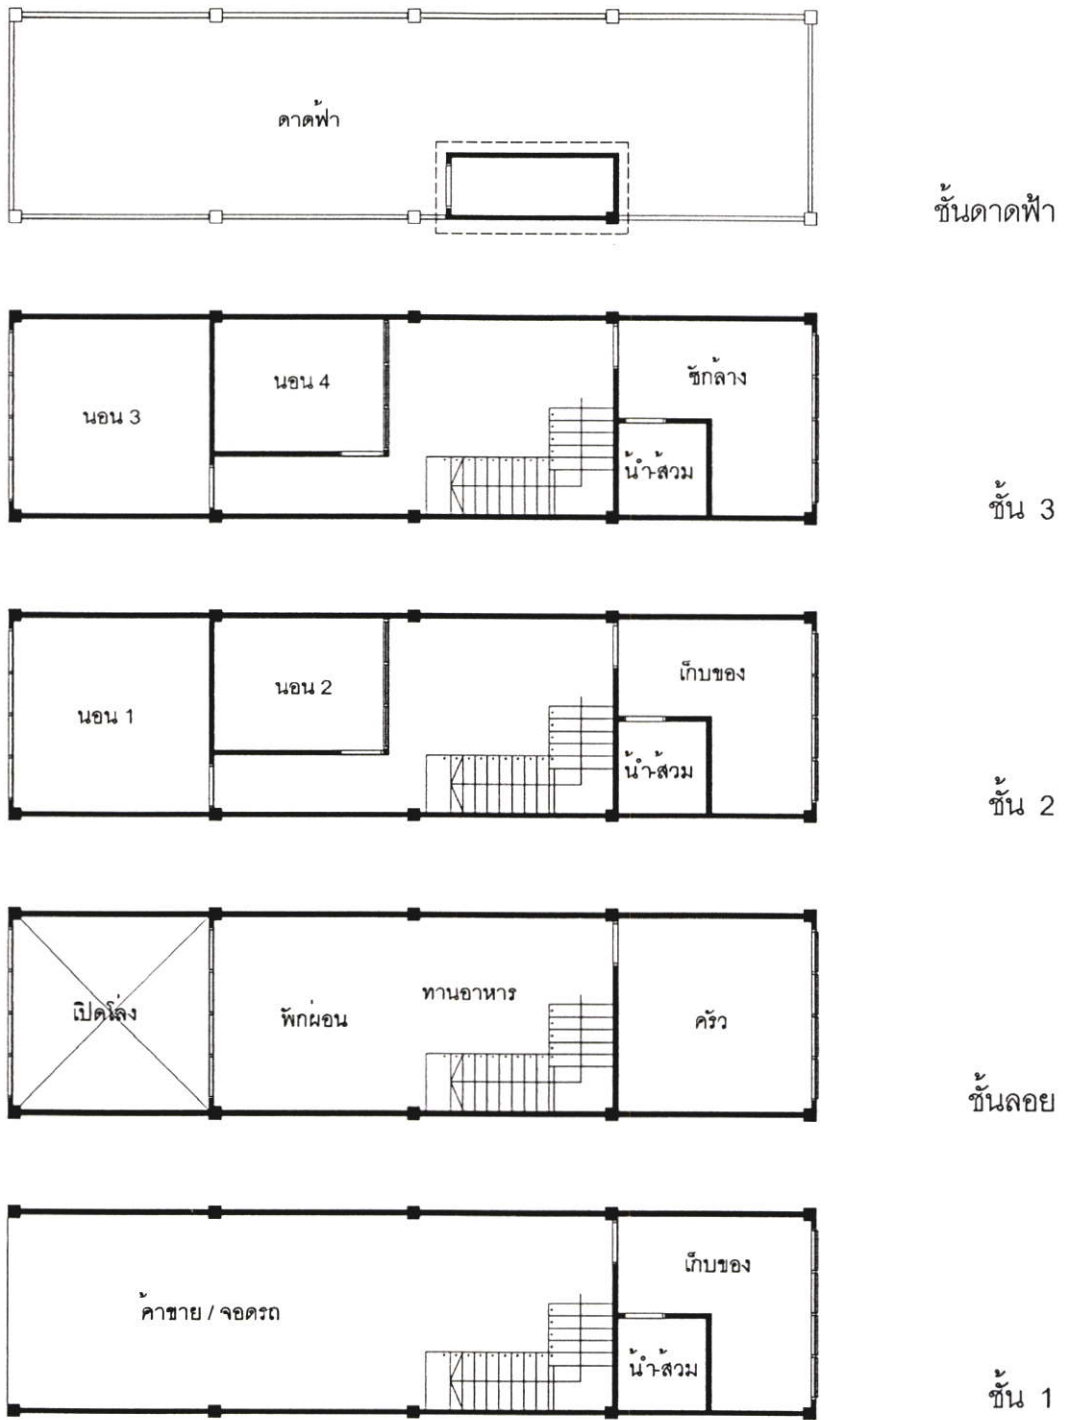 ดาดฟ้า
ชั้นดาดฟ้า
นอน 3
นอน 4
ซักล้าง
น้ำ-ส้วม
ชั้น 3
นอน 1
นอน 2
เก็บของ
น้ำ-ส้วม
ชั้น 2
เปิดโล่ง
พักผ่อน
ทานอาหาร
ครัว
ชั้นลอย
ค้าขาย / จอดรถ
เก็บของ
น้ำ-ส้วม
ชั้น 1